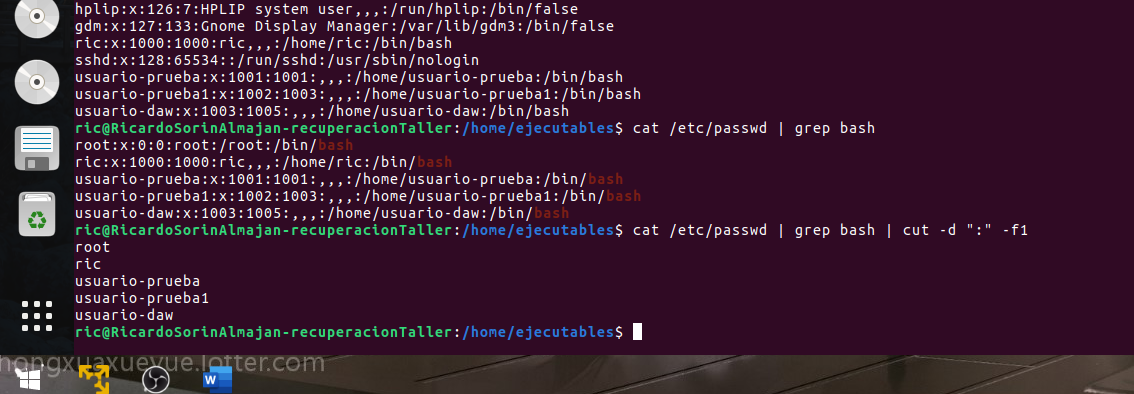 hplip:x:126:7:HPLIP system user,,,:/run/hplip:/bin/false
gdm:x:127:133:Gnome Display Manager:/var/lib/gdm3:/bin/false
ric:x:1000:1000:ric,,,:/home/ric:/bin/bash
sshd:x:128:65534::/run/sshd:/usr/sbin/nologin
usuario-prueba:x:1001:1001:,,,:/home/usuario-prueba:/bin/bash
usuario-prueba1:x:1002:1003:,,,:/home/usuario-prueba1:/bin/bash
usuario-daw:x:1003:1005:,,,:/home/usuario-daw:/bin/bash
ric@RicardoSorinAlmajan-recuperacionTaller:/home/ejecutables$ cat /etc/passwd | grep bash
root:x:0:0:root:/root:/bin/bash
ric:x:1000:1000:ric,,,:/home/ric:/bin/bash
usuario-prueba:x:1001:1001:,,,:/home/usuario-prueba:/bin/bash
usuario-prueba1:x:1002:1003:,,,:/home/usuario-prueba1:/bin/bash
usuario-daw:x:1003:1005:,,,:/home/usuario-daw:/bin/bash
ric@RicardoSorinAlmajan-recuperacionTaller:/home/ejecutables$ cat /etc/passwd | grep bash | cut -d ":" -f1
root
ric
usuario-prueba
usuario-prueba1
usuario-daw
ric@RicardoSorinAlmajan-recuperacionTaller:/home/ejecutables$
hongxuaxuevue.lotter.com
W